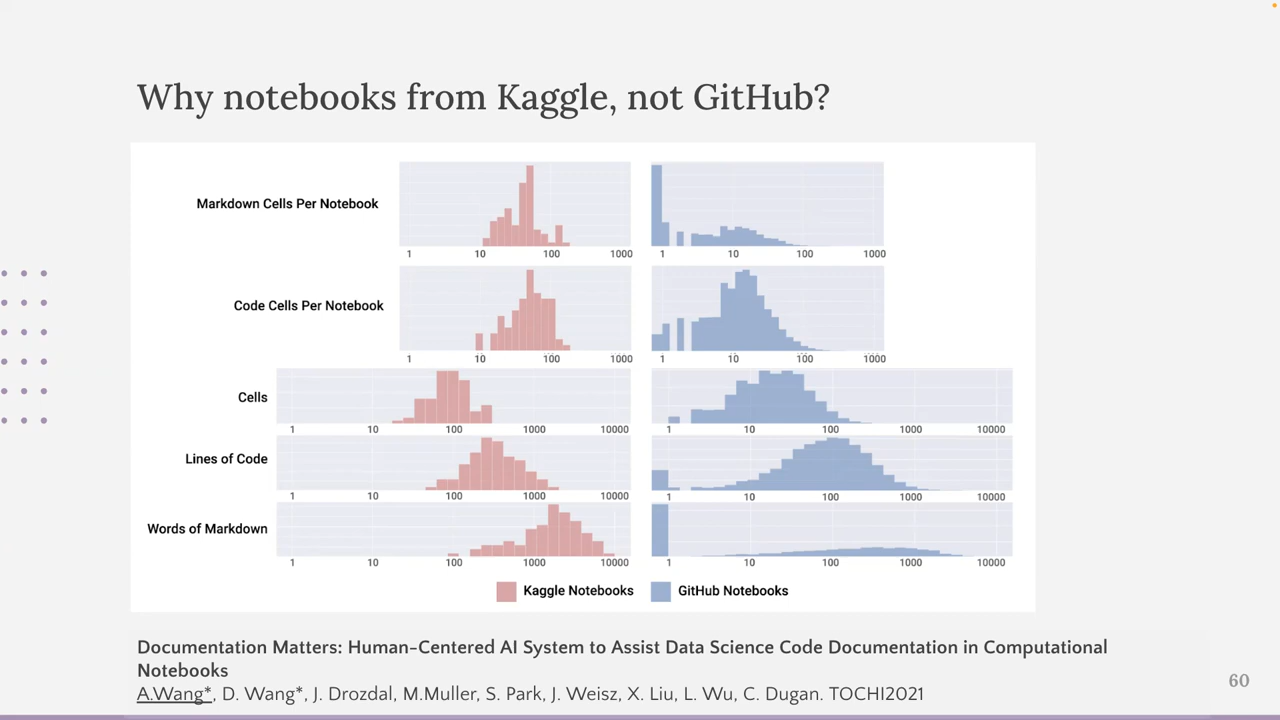 Why notebooks from Kaggle, not GitHub?
Markdown Cells Per Notebook
1 10 100 1000 1 10 100 1000
Code Cells Per Notebook
1 10 100 1000 1 10 100 1000
Cells
1 10 100 1000 10000 1 10 100 1000 10000
Lines of Code
1 10 100 1000 10000 1 10 100 1000 10000
Words of Markdown
1 10 100 1000 10000 1 10 100 1000 10000
Kaggle Notebooks GitHub Notebooks
Documentation Matters: Human-Centered AI System to Assist Data Science Code Documentation in Computational
Notebooks
A.Wang*, D. Wang*, J. Drozdal, M.Muller, S. Park, J. Weisz, X. Liu, L. Wu, C. Dugan. TOCHI2021
60